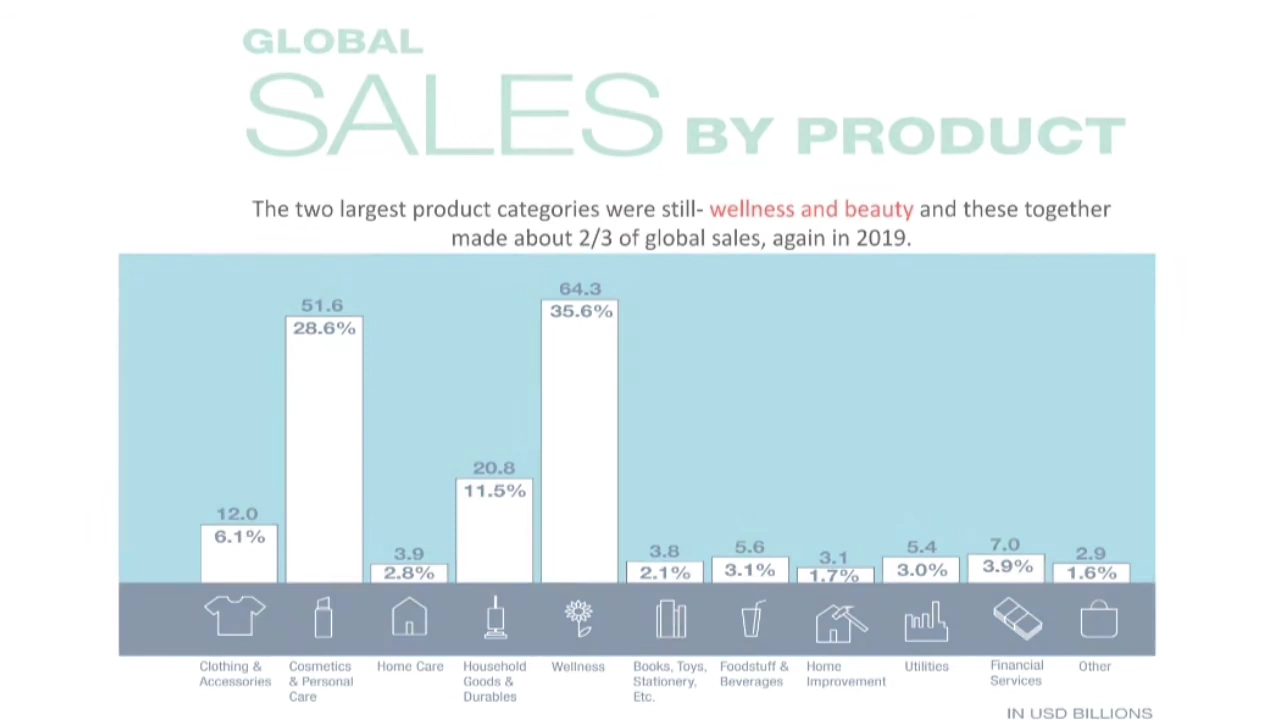 GLOBAL
SALES BY PRODUCT
The two largest product categories were still- wellness and beauty and these together
made about 2/3 of global sales, again in 2019.
12.0
6.1%
51.6
28.6%
3.9
2.8%
20.8
11.5%
64.3
35.6%
3.8
2.1%
5.6
3.1%
3.1
1.7%
5.4
3.0%
7.0
3.9%
2.9
1.6%
Clothing &
Accessories
Cosmetics
& Personal
Care
Home Care
Household
Goods &
Durables
Wellness
Books, Toys,
Stationery,
Etc.
Foodstuff &
Beverages
Home
Improvement
Utilities
Financial
Services
Other
IN USD BILLIONS